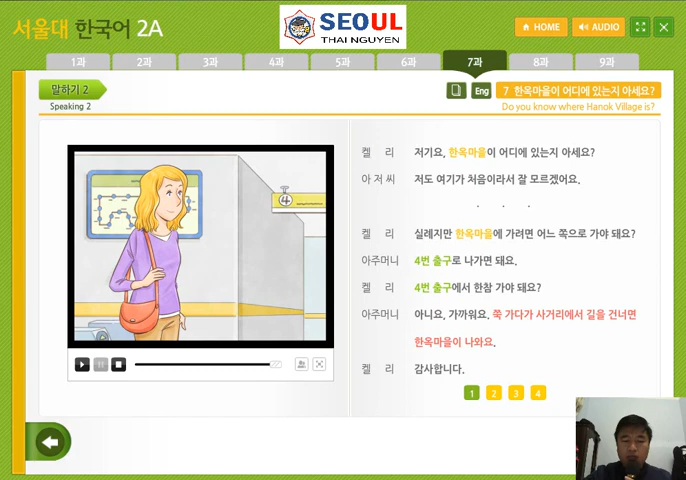 서울대 한국어 2A
SEOUL
THAI NGUYEN
HOME
AUDIO
1과
2과
3과
4과
5과
6과
7과
8과
9과
말하기 2
Speaking 2
Eng
7 한옥마을이 어디에 있는지 아세요?
Do you know where Hanok Village is?
4
켈 리 저기요, 한옥마을이 어디에 있는지 아세요?
아 저 씨 저도 여기가 처음이라서 잘 모르겠어요.
. . .
켈 리 실례지만 한옥마을에 가려면 어느 쪽으로 가야 돼요?
아주머니 4번 출구로 나가면 돼요.
켈 리 4번 출구에서 한참 가야 돼요?
아주머니 아니요, 가까워요. 쭉 가다가 사거리에서 길을 건너면
한옥마을이 나와요.
켈 리 감사합니다.
1 2 3 4